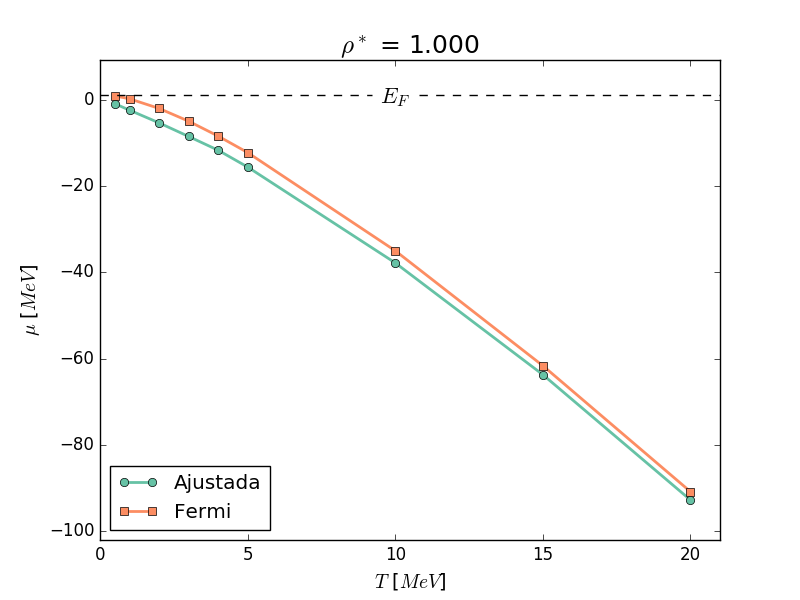 ρ* = 1.000
E_F
0
−20
−40
−60
−80
−100
μ [MeV]
Ajustada
Fermi
0 5 10 15 20
T [MeV]